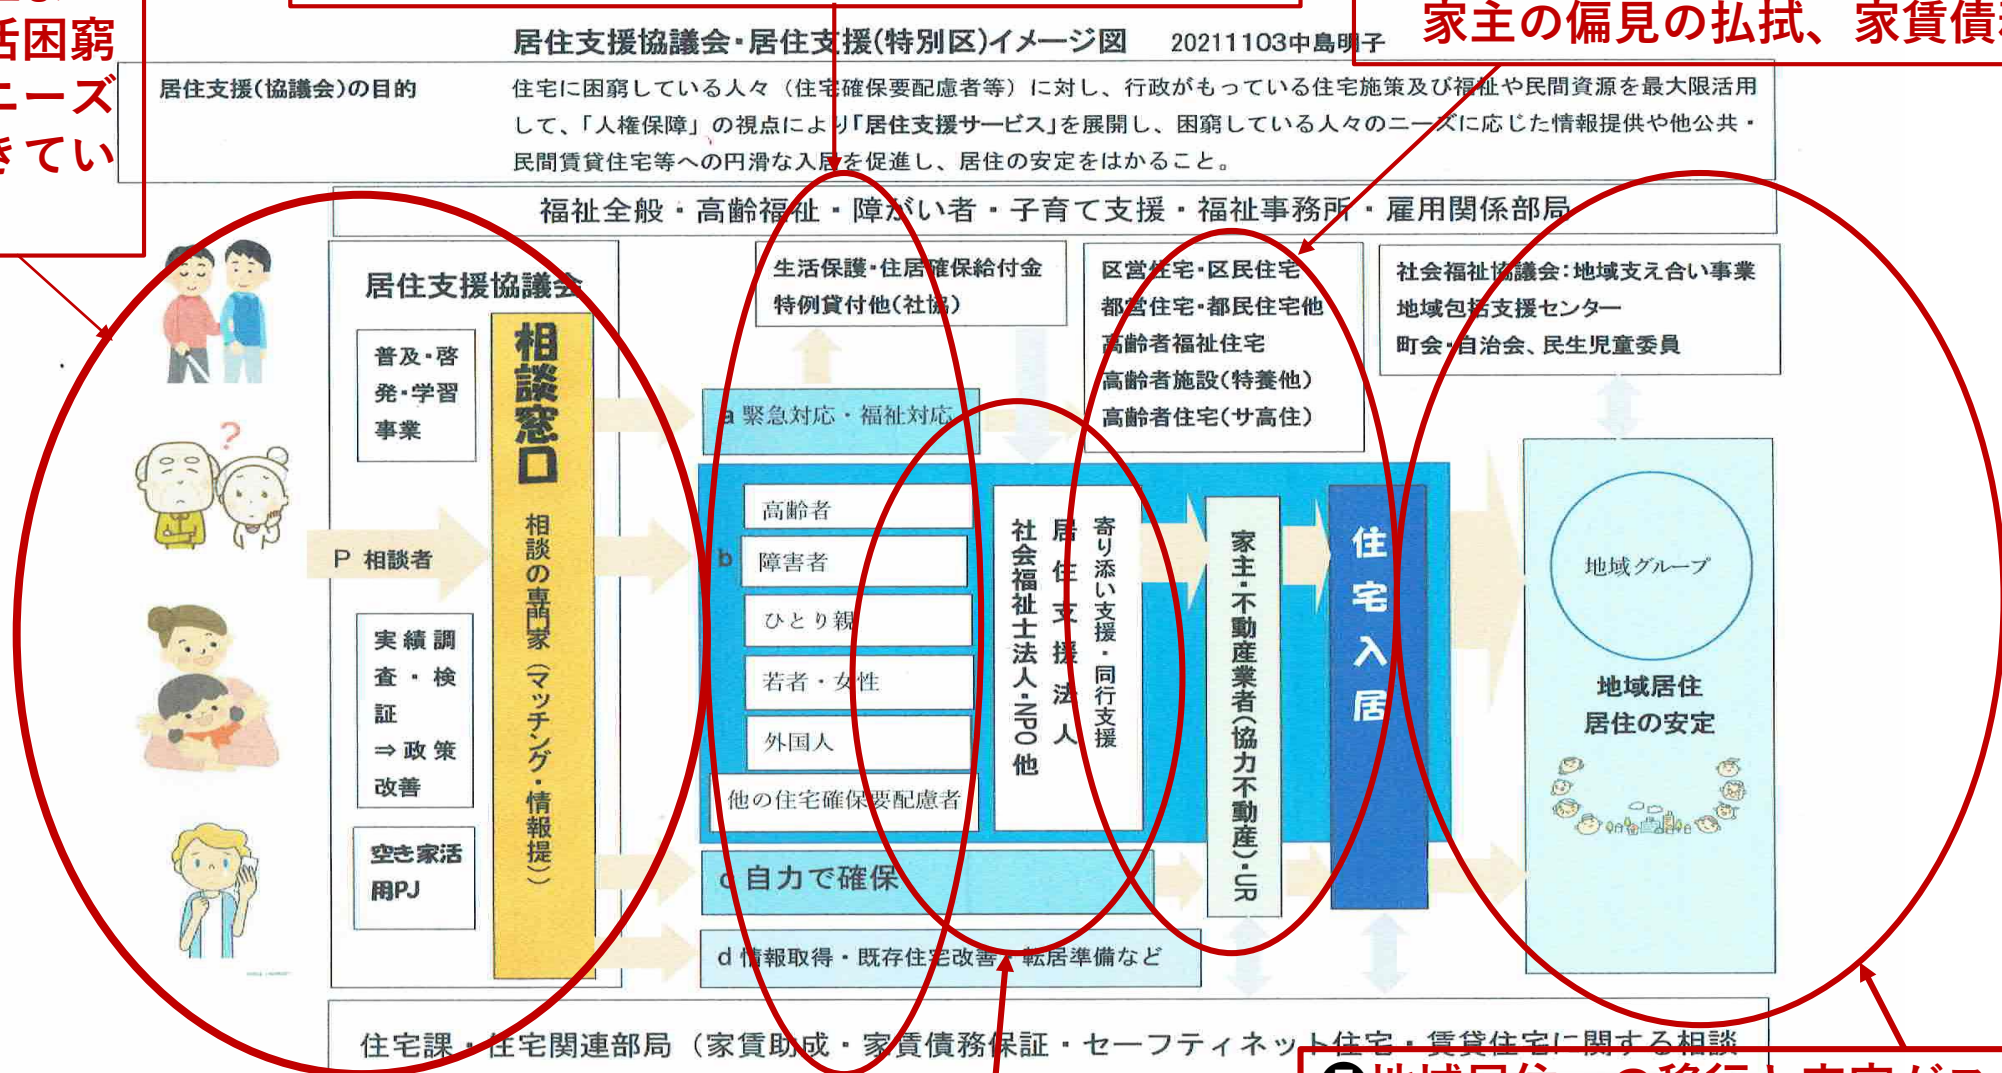 活困窮
ニーズ
きてい
家主の偏見の払拭、家賃債
居住支援協議会・居住支援(特別区)イメージ図 20211103中島明子
居住支援(協議会)の目的
住宅に困窮している人々（住宅確保要配慮者等）に対し、行政がもっている住宅施策及び福祉や民間資源を最大限活用
して、「人権保障」の視点により「居住支援サービス」を展開し、困窮している人々のニーズに応じた情報提供や他公共・
民間賃貸住宅等への円滑な入居を促進し、居住の安定をはかること。
福祉全般・高齢福祉・障がい者・子育て支援・福祉事務所・雇用関係部局
居住支援協議会
普及・啓
発・学習
事業
P 相談者
実績調
査・検
証
⇒政策
改善
空き家活
用PJ
相談窓口
相談の専門家（マッチング・情報提）)
生活保護・住居確保給付金
特例貸付他(社協)
a 緊急対応・福祉対応
b
高齢者
障害者
ひとり親
若者・女性
外国人
他の住宅確保要配慮者
c 自力で確保
d 情報取得・既存住宅改善・転居準備など
寄り添い支援・同行支援
居住支援法人
社会福祉士法人・NPO他
区営住宅・区民住宅
都営住宅・都民住宅他
高齢者福祉住宅
高齢者施設(特養他)
高齢者住宅(サ高住)
家主・不動産業者(協力不動産)・UR
住宅入居
社会福祉協議会:地域支え合い事業
地域包括支援センター
町会・自治会、民生児童委員
地域グループ
地域居住
居住の安定
住宅課・住宅関連部局（家賃助成・家賃債務保証・セーフティネット住宅・賃貸住宅に関する相談